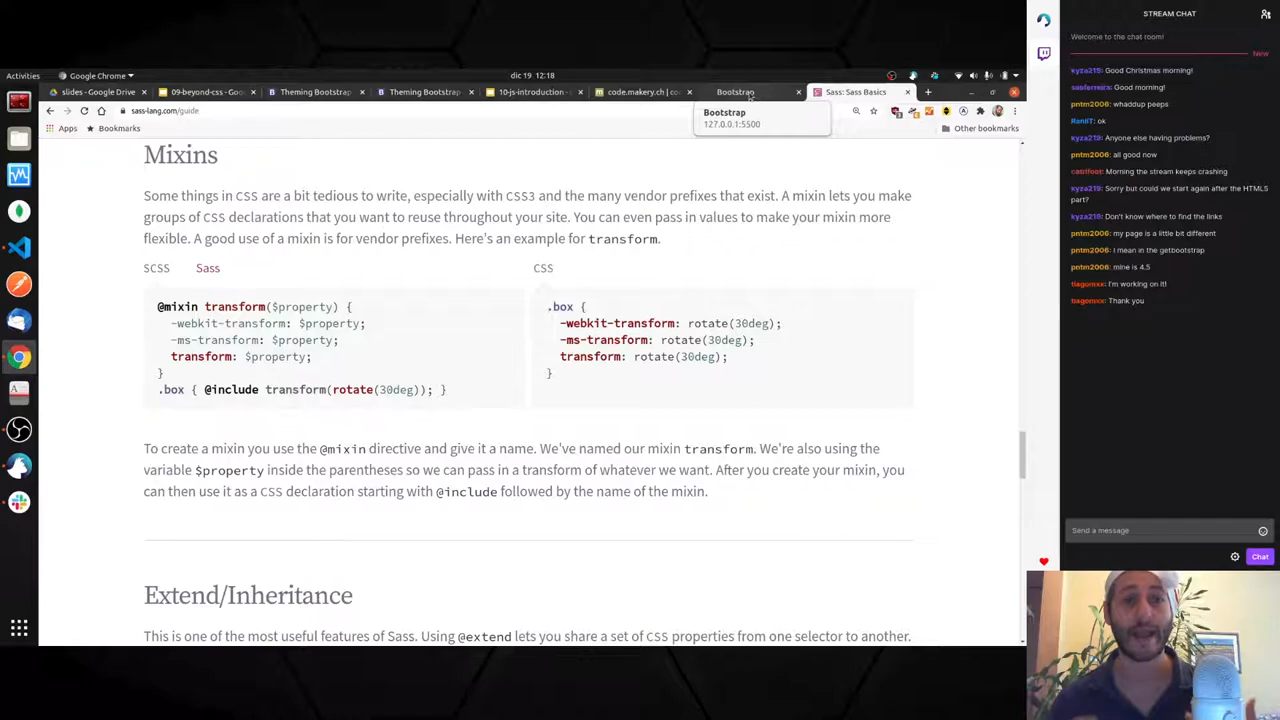 Activities
Google Chrome
dic 19 12:18
slides - Google Drive
09-beyond-css - Goog
Theming Bootstrap
Theming Bootstrap
10-js-introduction -
code.makery.ch | cod
Bootstrap
Sass: Sass Basics
sass-lang.com/guide
Apps
Bookmarks
Other bookmarks
Bootstrap
127.0.0.1:5500
Mixins
Some things in CSS are a bit tedious to write, especially with CSS3 and the many vendor prefixes that exist. A mixin lets you make
groups of CSS declarations that you want to reuse throughout your site. You can even pass in values to make your mixin more
flexible. A good use of a mixin is for vendor prefixes. Here's an example for transform.
SCSS
Sass
CSS
@mixin transform($property) {
-webkit-transform: $property;
-ms-transform: $property;
transform: $property;
}
.box { @include transform(rotate(30deg)); }
.box {
-webkit-transform: rotate(30deg);
-ms-transform: rotate(30deg);
transform: rotate(30deg);
}
To create a mixin you use the @mixin directive and give it a name. We've named our mixin transform. We're also using the
variable $property inside the parentheses so we can pass in a transform of whatever we want. After you create your mixin, you
can then use it as a CSS declaration starting with @include followed by the name of the mixin.
Extend/Inheritance
This is one of the most useful features of Sass. Using @extend lets you share a set of CSS properties from one selector to another.
STREAM CHAT
Welcome to the chat room!
New
kyza219: Good Christmas morning!
Good morning!
pntm2006: whaddup peeps
ok
kyza219: Anyone else having problems?
pntm2006: all good now
Morning the stream keeps crashing
kyza219: Sorry but could we start again after the HTML5
part?
kyza219: Don't know where to find the links
pntm2006: my page is a little bit different
pntm2006: I mean in the getbootstrap
pntm2006: mine is 4.5
I'm working on it!
Thank you
Send a message
Chat